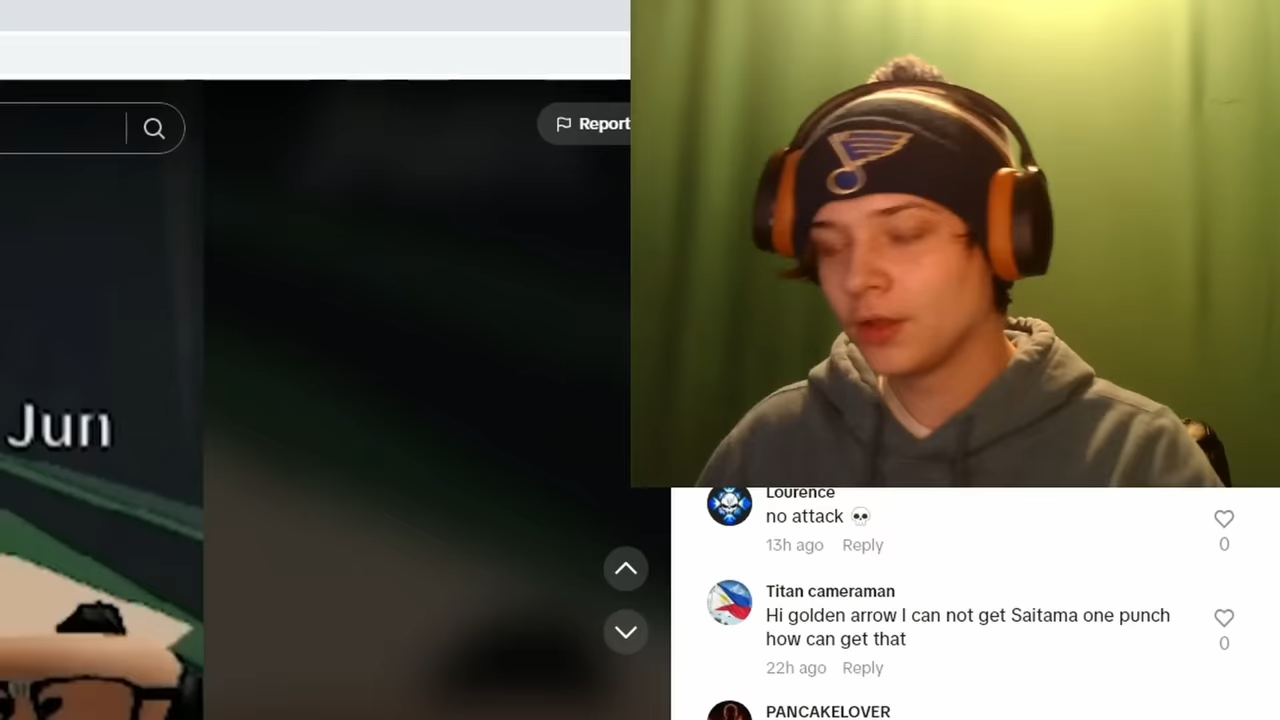 Report
Jun
Lourence
no attack 💀
0
13h ago Reply
Titan cameraman
Hi golden arrow I can not get Saitama one punch
how can get that
0
22h ago Reply
PANCAKELOVER